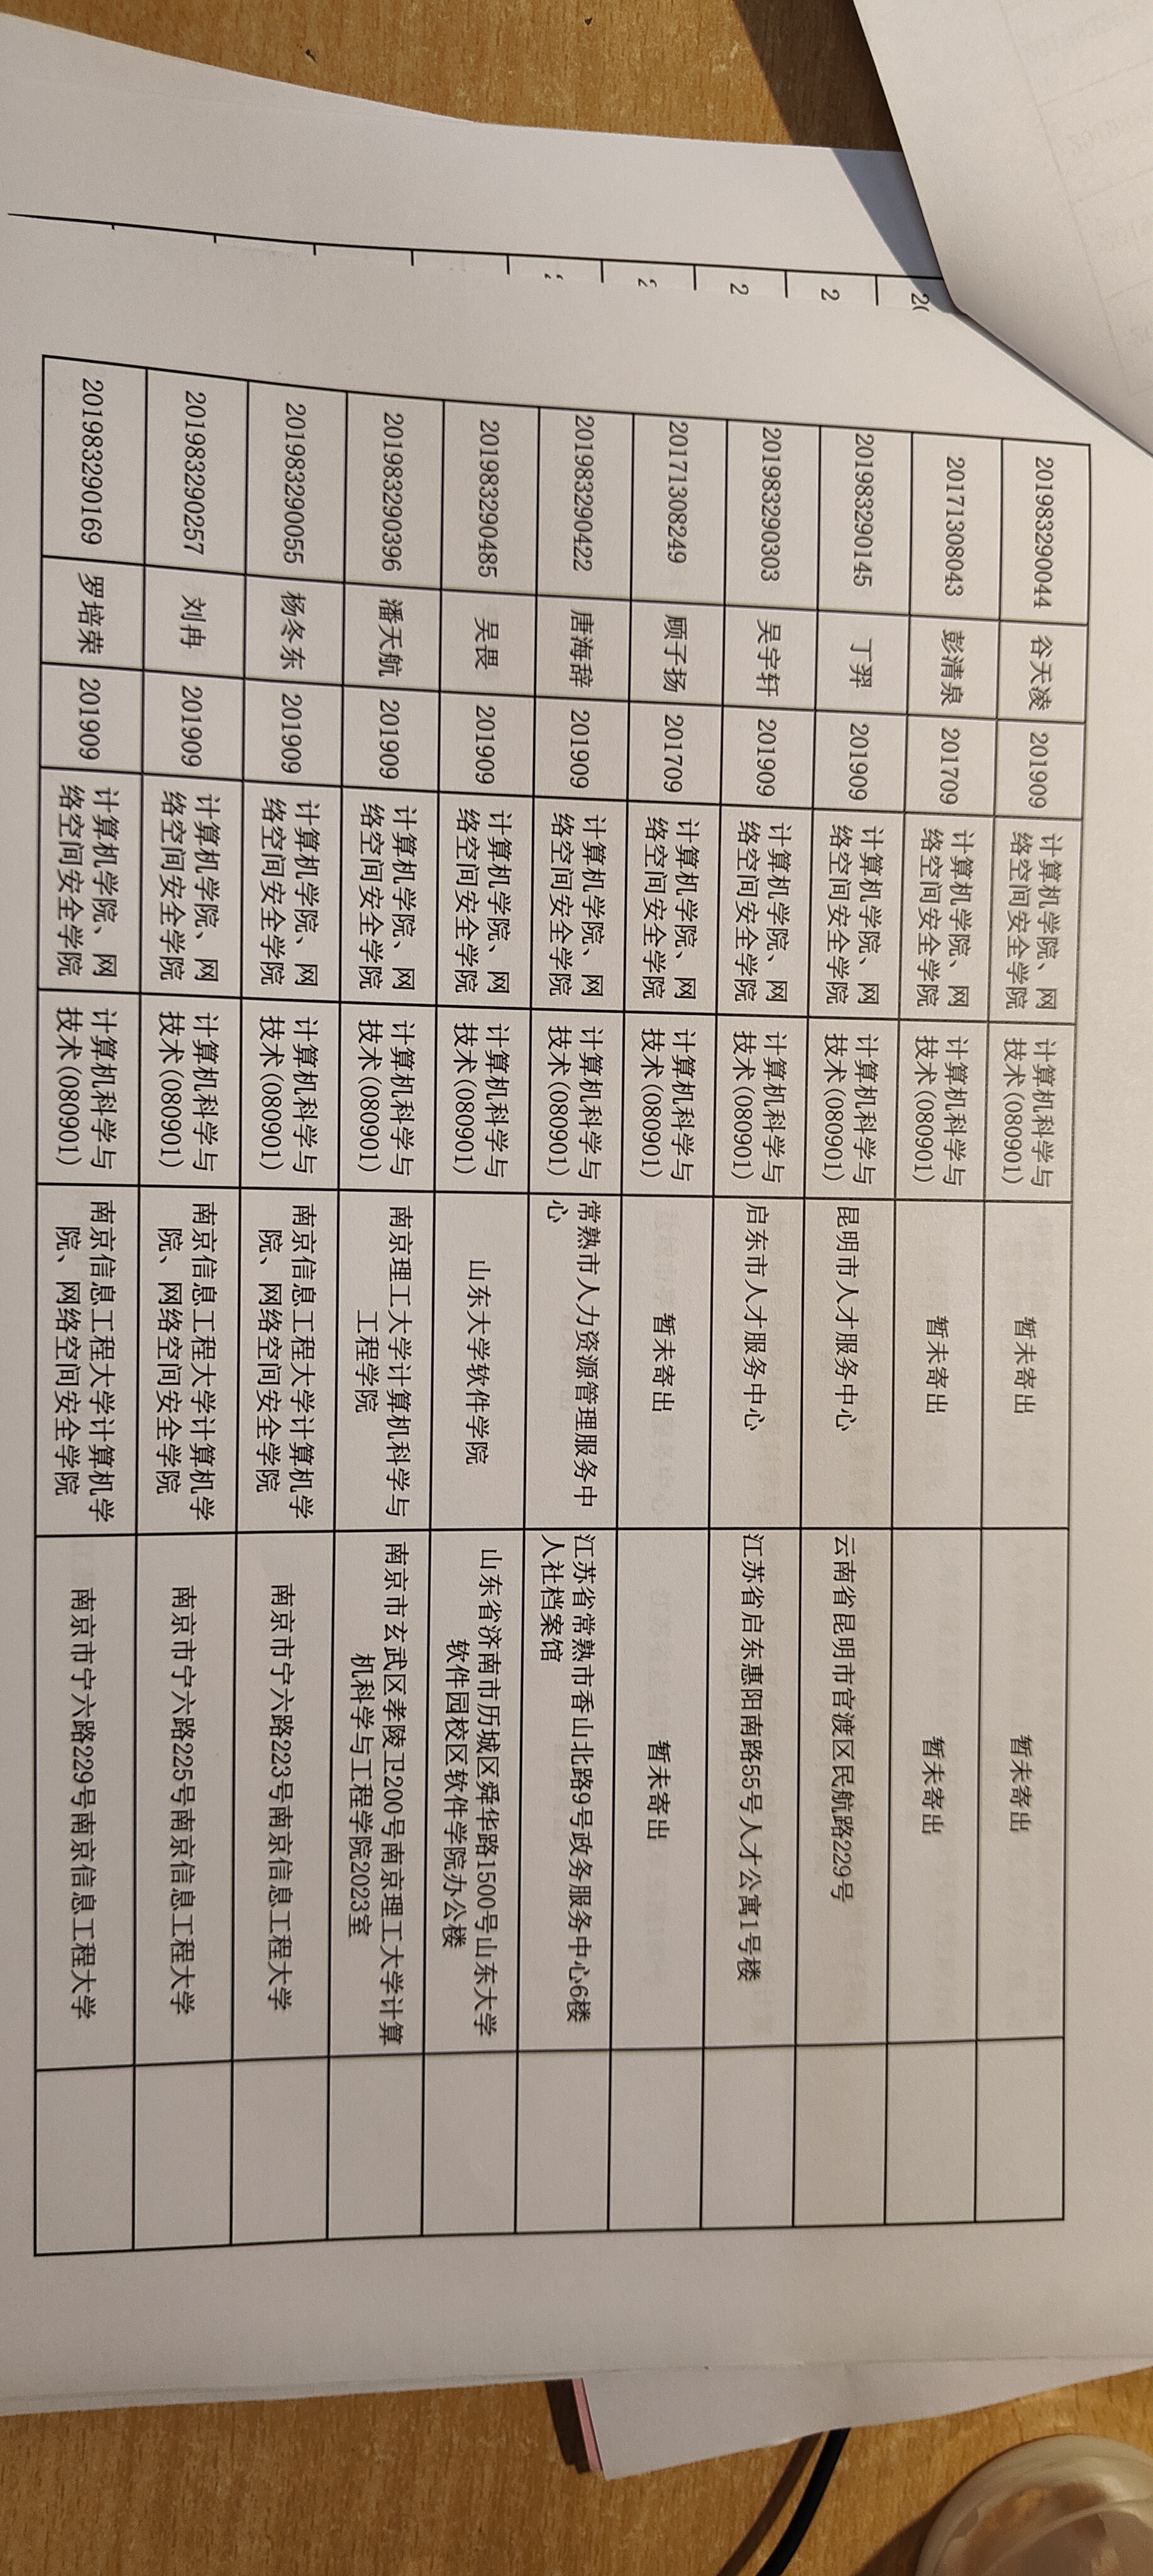 201983290044 谷天凌 201909 计算机学院、网 计算机科学与 暂未寄出 暂未寄出
络空间安全学院 技术(080901)
20171308043 彭清泉 201709 计算机学院、网 计算机科学与 暂未寄出 暂未寄出
络空间安全学院 技术(080901)
201983290145 丁羿 201909 计算机学院、网 计算机科学与 昆明市人才服务中心 云南省昆明市官渡区民航路229号
络空间安全学院 技术(080901)
201983290303 吴宇轩 201909 计算机学院、网 计算机科学与 启东市人才服务中心 江苏省启东惠阳南路55号人才公寓1号楼
络空间安全学院 技术(080901)
20171308249 顾子扬 201709 计算机学院、网 计算机科学与 暂未寄出 暂未寄出
络空间安全学院 技术(080901)
201983290422 唐海辞 201909 计算机学院、网 计算机科学与 常熟市人力资源管理服务中 江苏省常熟市香山北路9号政务服务中心6楼
络空间安全学院 技术(080901) 心 人社档案馆
201983290485 吴畏 201909 计算机学院、网 计算机科学与 山东大学软件学院 山东省济南市历城区舜华路1500号山东大学
络空间安全学院 技术(080901) 软件园校区软件学院办公楼
201983290396 潘天航 201909 计算机学院、网 计算机科学与 南京理工大学计算机科学与 南京市玄武区孝陵卫200号南京理工大学计算
络空间安全学院 技术(080901) 工程学院 机科学与工程学院2023室
201983290055 杨冬东 201909 计算机学院、网 计算机科学与 南京信息工程大学计算机学 南京市宁六路223号南京信息工程大学
络空间安全学院 技术(080901) 院、网络空间安全学院
201983290257 刘冉 201909 计算机学院、网 计算机科学与 南京信息工程大学计算机学 南京市宁六路225号南京信息工程大学
络空间安全学院 技术(080901) 院、网络空间安全学院
201983290169 罗培荣 201909 计算机学院、网 计算机科学与 南京信息工程大学计算机学 南京市宁六路229号南京信息工程大学
络空间安全学院 技术(080901) 院、网络空间安全学院